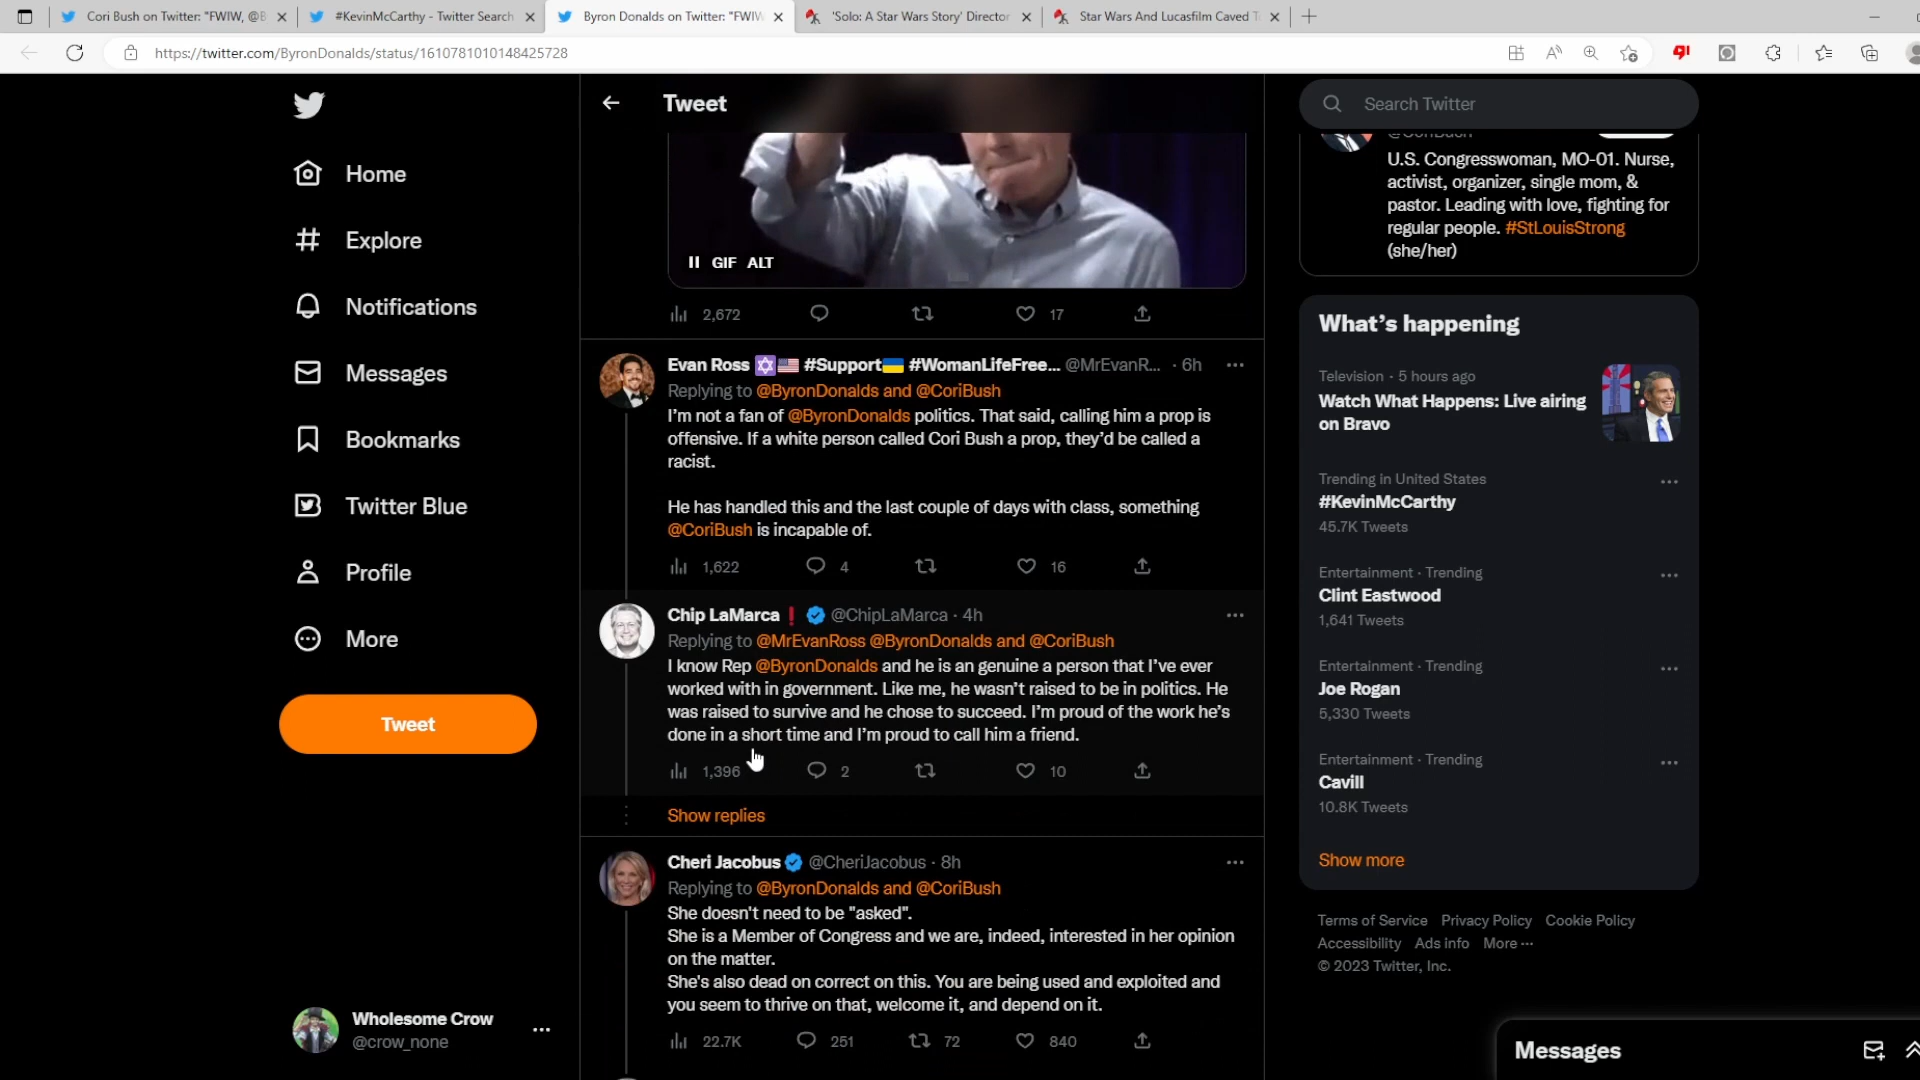 Cori Bush on Twitter: "FWIW, @B
#KevinMcCarthy - Twitter Search
Byron Donalds on Twitter: "FWIW
'Solo: A Star Wars Story' Director
Star Wars And Lucasfilm Caved T
https://twitter.com/ByronDonalds/status/1610781010148425728
Home
Explore
Notifications
Messages
Bookmarks
Twitter Blue
Profile
More
Tweet
Wholesome Crow
@crow_none
Tweet
GIF ALT
2,672 17
Evan Ross ✡️🇺🇸 #Support🇺🇦 #WomanLifeFree... @MrEvanR... · 6h
Replying to @ByronDonalds and @CoriBush
I'm not a fan of @ByronDonalds politics. That said, calling him a prop is
offensive. If a white person called Cori Bush a prop, they'd be called a
racist.
He has handled this and the last couple of days with class, something
@CoriBush is incapable of.
1,622 4 16
Chip LaMarca❗ @ChipLaMarca · 4h
Replying to @MrEvanRoss @ByronDonalds and @CoriBush
I know Rep @ByronDonalds and he is an genuine a person that I've ever
worked with in government. Like me, he wasn't raised to be in politics. He
was raised to survive and he chose to succeed. I'm proud of the work he's
done in a short time and I'm proud to call him a friend.
1,396 2 10
Show replies
Cheri Jacobus @CheriJacobus · 8h
Replying to @ByronDonalds and @CoriBush
She doesn't need to be "asked".
She is a Member of Congress and we are, indeed, interested in her opinion
on the matter.
She's also dead on correct on this. You are being used and exploited and
you seem to thrive on that, welcome it, and depend on it.
22.7K 251 72 840
Search Twitter
@CoriBush
U.S. Congresswoman, MO-01. Nurse,
activist, organizer, single mom, &
pastor. Leading with love, fighting for
regular people. #StLouisStrong
(she/her)
What's happening
Television · 5 hours ago
Watch What Happens: Live airing
on Bravo
Trending in United States
#KevinMcCarthy
45.7K Tweets
Entertainment · Trending
Clint Eastwood
1,641 Tweets
Entertainment · Trending
Joe Rogan
5,330 Tweets
Entertainment · Trending
Cavill
10.8K Tweets
Show more
Terms of Service Privacy Policy Cookie Policy
Accessibility Ads info More ···
© 2023 Twitter, Inc.
Messages